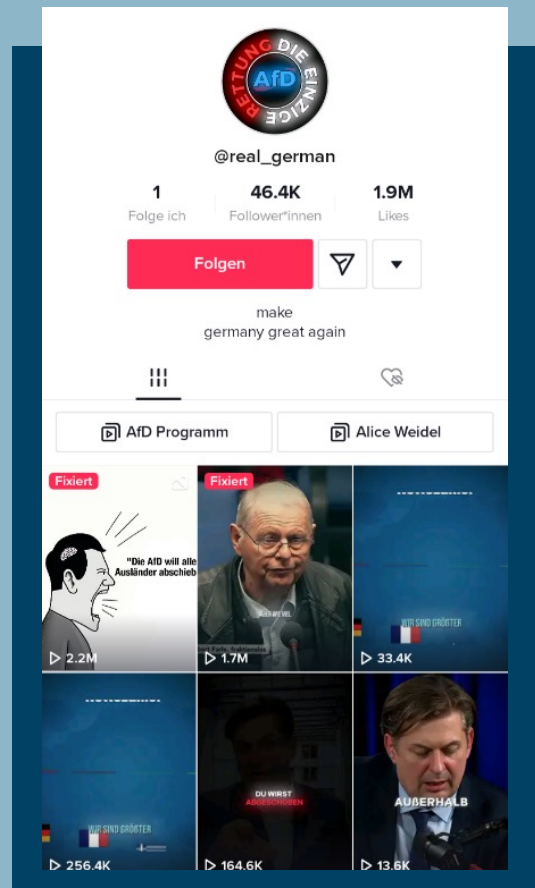 RETTUNG DIE EINZIGE
AfD
@real_german
1 46.4K 1.9M
Folge ich Follower*innen Likes
Folgen
make
germany great again
AfD Programm Alice Weidel
Fixiert
"Die AfD will alle
Ausländer abschieb
2.2M
Fixiert
1.7M
WIR SIND GRÖßTER
33.4K
WIR SIND GRÖßTER
256.4K
DU WIRST
ABGESCHOBEN
164.6K
AUßERHALB
13.6K